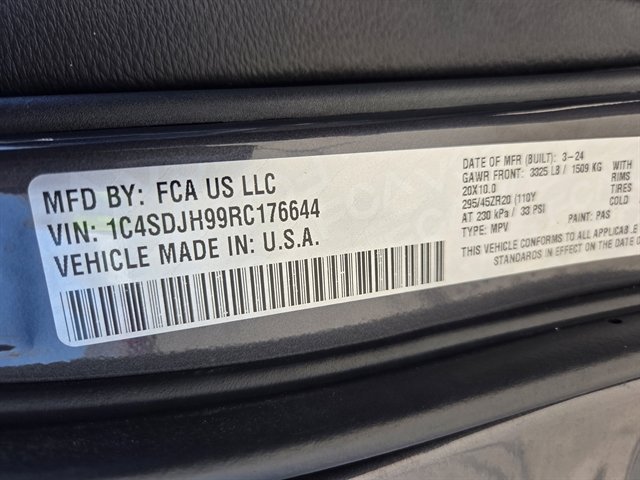 MFD BY: FCA US LLC
VIN: 1C4SDJH99RC176644
VEHICLE MADE IN: U.S.A.
DATE OF MFR (BUILT): 3-24
GAWR FRONT: 3325 LB / 1509 KG WITH
20X10.0 RIMS
295/45ZR20 (110Y TIRES
AT 230 kPa / 33 PSI COLD
TYPE: MPV PAINT: PAS
THIS VEHICLE CONFORMS TO ALL APPLICABLE
STANDARDS IN EFFECT ON THE DATE O